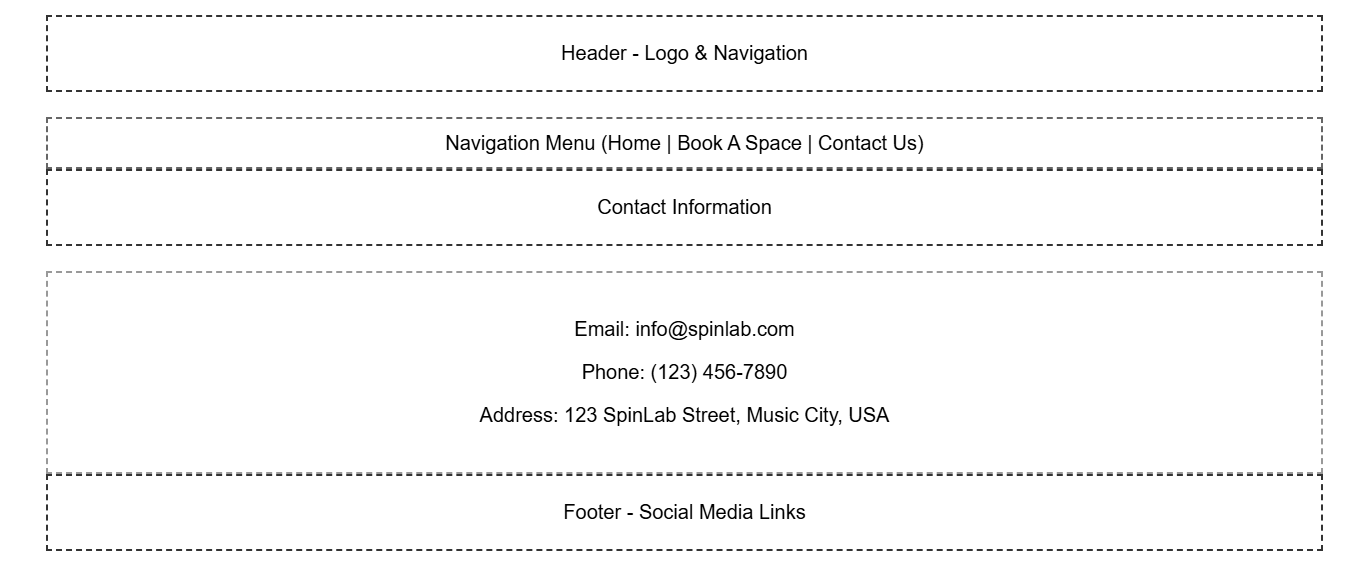 Header - Logo & Navigation
Navigation Menu (Home | Book A Space | Contact Us)
Contact Information
Email: info@spinlab.com
Phone: (123) 456-7890
Address: 123 SpinLab Street, Music City, USA
Footer - Social Media Links